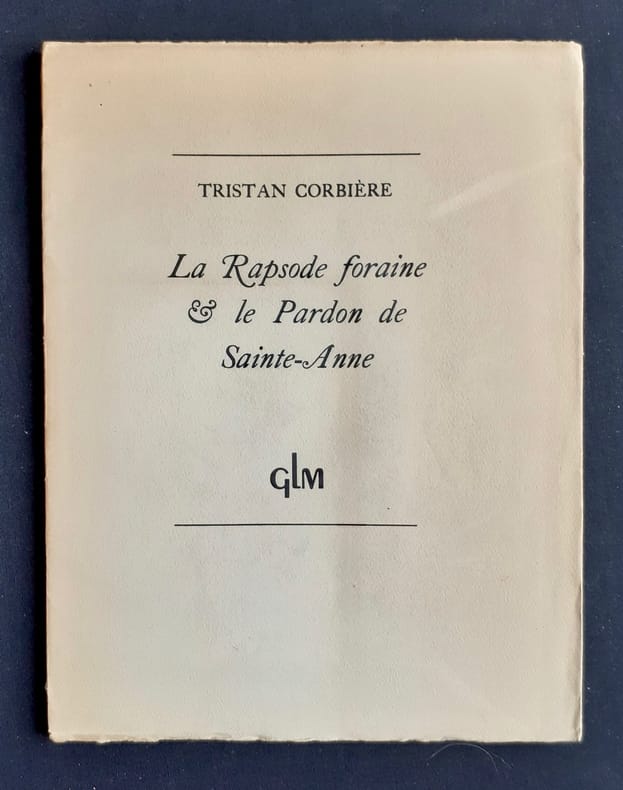 TRISTAN CORBIÈRE
La Rapsode foraine
& le Pardon de
Sainte-Anne
GLM